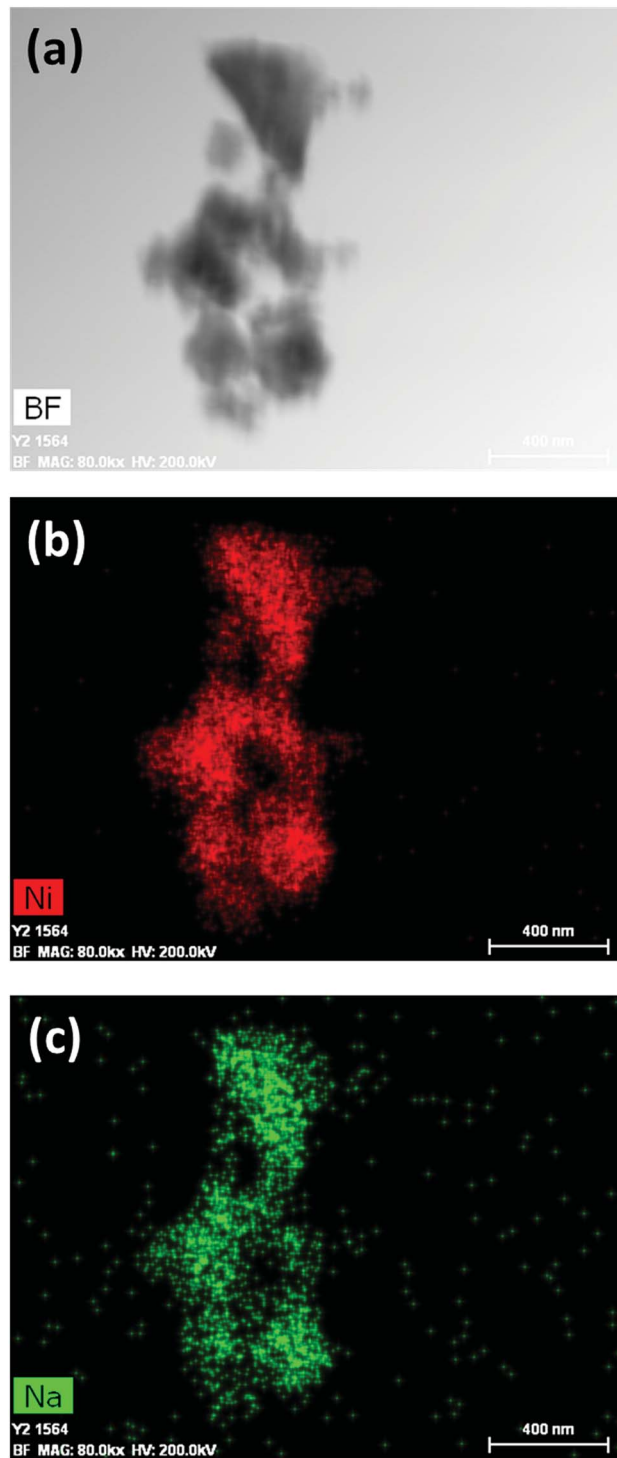 (a)
BF
Y2 1564
BF MAG: 80.0kx HV: 200.0kV
400 nm
(b)
Ni
Y2 1564
BF MAG: 80.0kx HV: 200.0kV
400 nm
(c)
Na
Y2 1564
BF MAG: 80.0kx HV: 200.0kV
400 nm